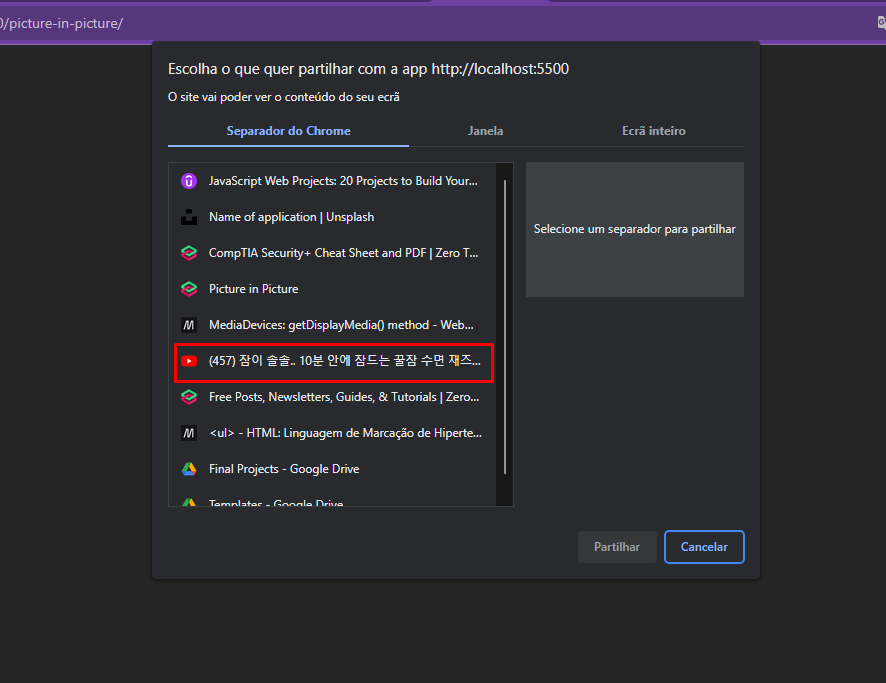 /picture-in-picture/
Escolha o que quer partilhar com a app http://localhost:5500
O site vai poder ver o conteúdo do seu ecrã
Separador do Chrome
Janela
Ecrã inteiro
JavaScript Web Projects: 20 Projects to Build Your...
Name of application | Unsplash
CompTIA Security+ Cheat Sheet and PDF | Zero T...
Picture in Picture
MediaDevices: getDisplayMedia() method - Web...
(457) 잠이 솔솔.. 10분 안에 잠드는 꿀잠 수면 재즈...
Free Posts, Newsletters, Guides, & Tutorials | Zero...
<ul> - HTML: Linguagem de Marcação de Hiperte...
Final Projects - Google Drive
Templates - Google Drive
Selecione um separador para partilhar
Partilhar
Cancelar